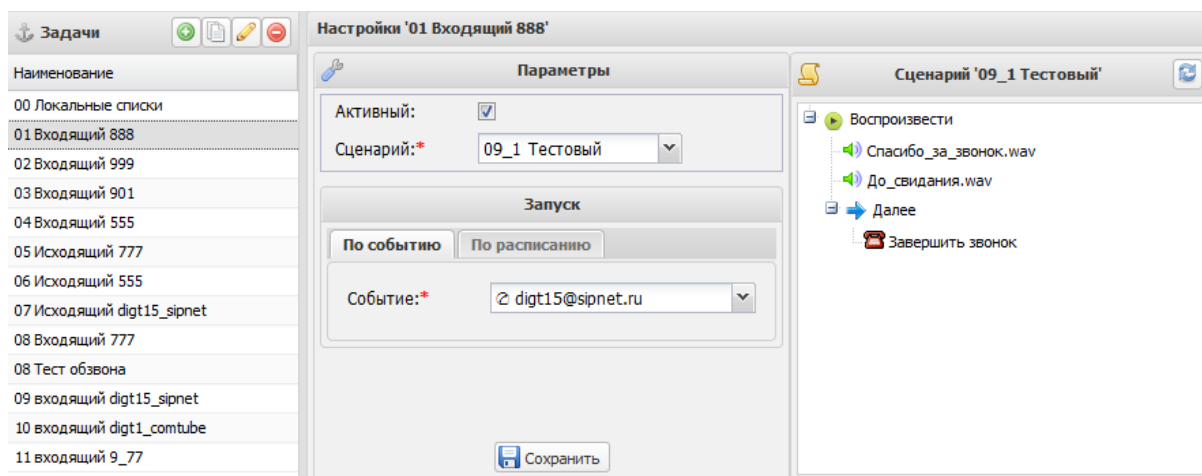 Задачи
Наименование
00 Локальные списки
01 Входящий 888
02 Входящий 999
03 Входящий 901
04 Входящий 555
05 Исходящий 777
06 Исходящий 555
07 Исходящий digt15_sipnet
08 Входящий 777
08 Тест обзвона
09 входящий digt15_sipnet
10 входящий digt1_comtube
11 входящий 9_77
Настройки '01 Входящий 888'
Параметры
Активный:
Сценарий:* 09_1 Тестовый
Запуск
По событию По расписанию
Событие:* digt15@sipnet.ru
Сохранить
Сценарий '09_1 Тестовый'
Воспроизвести
Спасибо_за_звонок.wav
До_свидания.wav
Далее
Завершить звонок